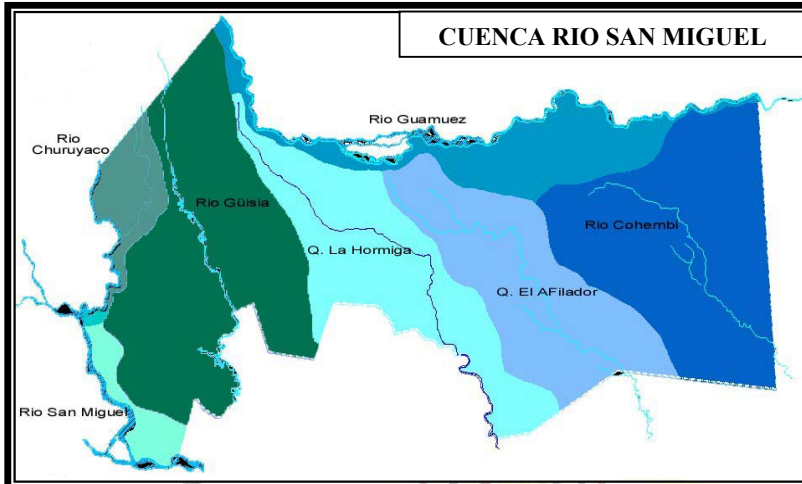 CUENCA RIO SAN MIGUEL
Rio Guamuez
Rio
Churuyaco
Rio Güisia
Rio Cohembi
Q. La Hormiga
Q. El AFilador
Rio San Miguel